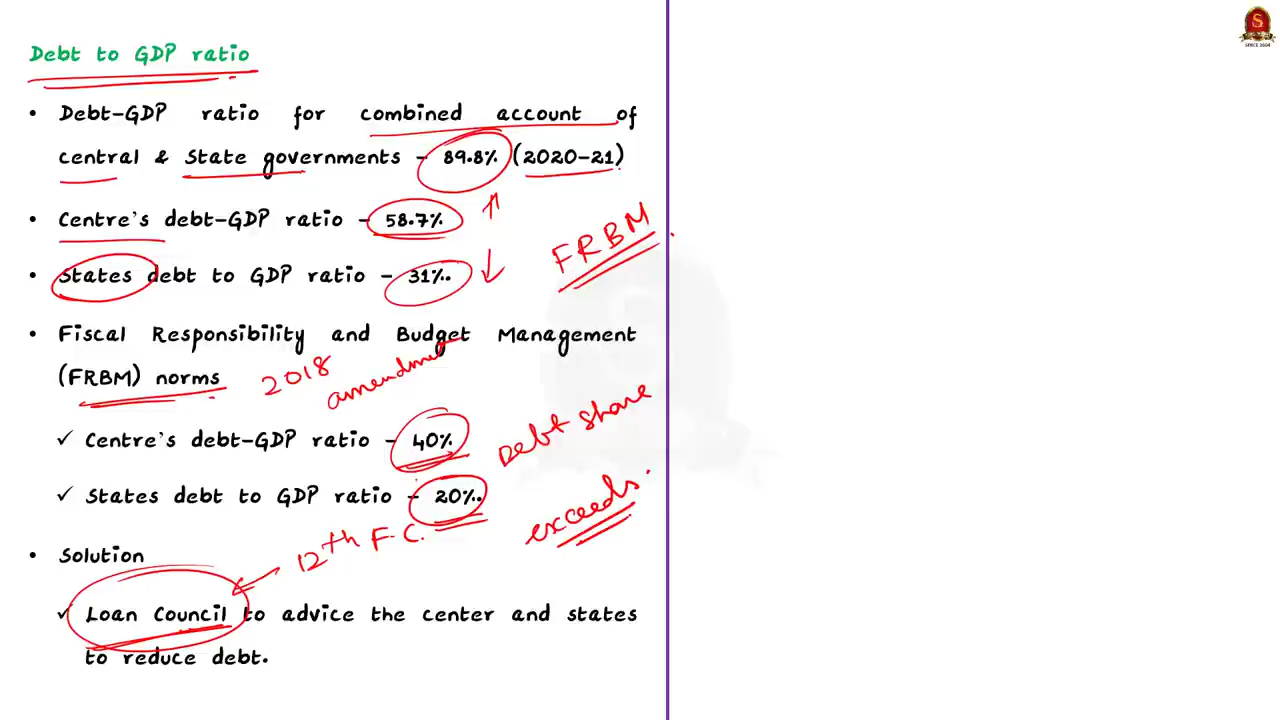 Debt to GDP ratio
• Debt-GDP ratio for combined account of
central & State governments - 89.8% (2020-21)
• Centre's debt-GDP ratio - 58.7%
• States debt to GDP ratio - 31%.
FRBM
• Fiscal Responsibility and Budget Management
(FRBM) norms
2018
amendment
✓ Centre's debt-GDP ratio - 40%
Debt share
✓ States debt to GDP ratio - 20%.
exceeds.
• Solution
12th F.C.
✓ Loan Council to advice the center and states
to reduce debt.
S
SINCE 2004